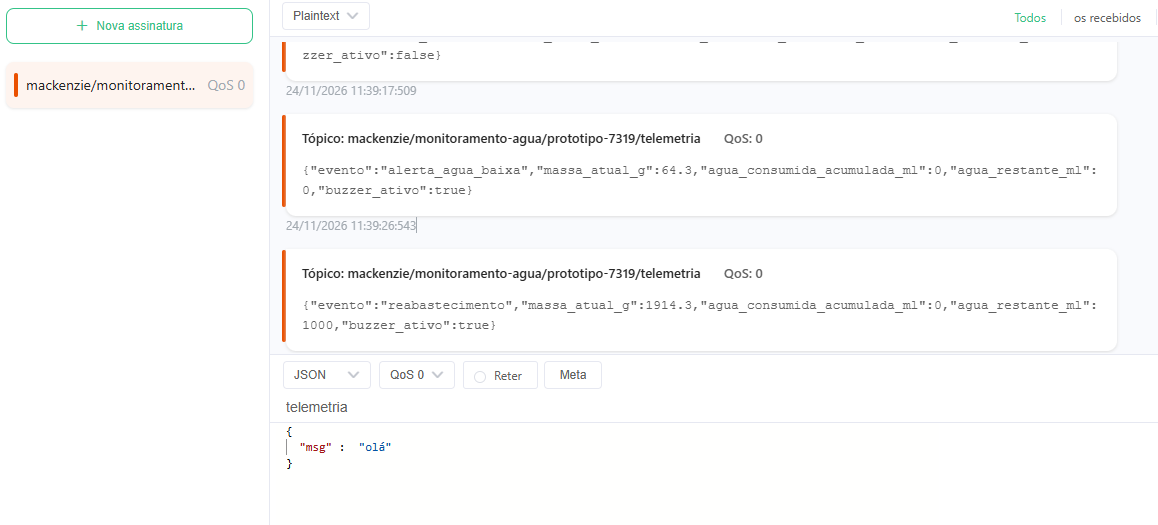 + Nova assinatura
mackenzie/monitorament... QoS 0
Plaintext
Todos
os recebidos
zzer_ativo":false}
24/11/2026 11:39:17:509
Tópico: mackenzie/monitoramento-agua/prototipo-7319/telemetria QoS: 0
{"evento":"alerta_agua_baixa","massa_atual_g":64.3,"agua_consumida_acumulada_ml":0,"agua_restante_ml":
0,"buzzer_ativo":true}
24/11/2026 11:39:26:543
Tópico: mackenzie/monitoramento-agua/prototipo-7319/telemetria QoS: 0
{"evento":"reabastecimento","massa_atual_g":1914.3,"agua_consumida_acumulada_ml":0,"agua_restante_ml":
1000,"buzzer_ativo":true}
JSON QoS 0 Reter Meta
telemetria
{
"msg" : "olá"
}